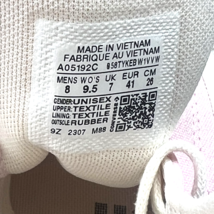 MADE IN VIETNAM
FABRIQUE AU VIETNAM
A05192C
MENS WO'S UK EUR CM
8 9.5 7 41 26
GENDER:UNISEX
UPPER:TEXTILE
LINING:TEXTILE
OUTSOLE:RUBBER
9Z 2307 M88